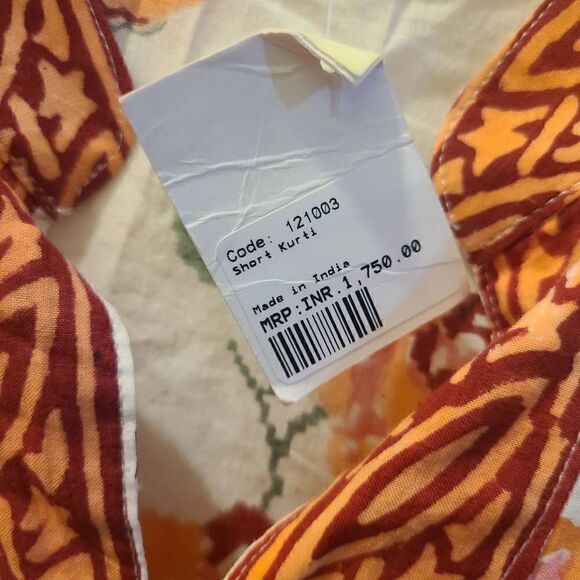 Code: 121003
Short Kurti
Made in India
MRP:INR.1,750.00